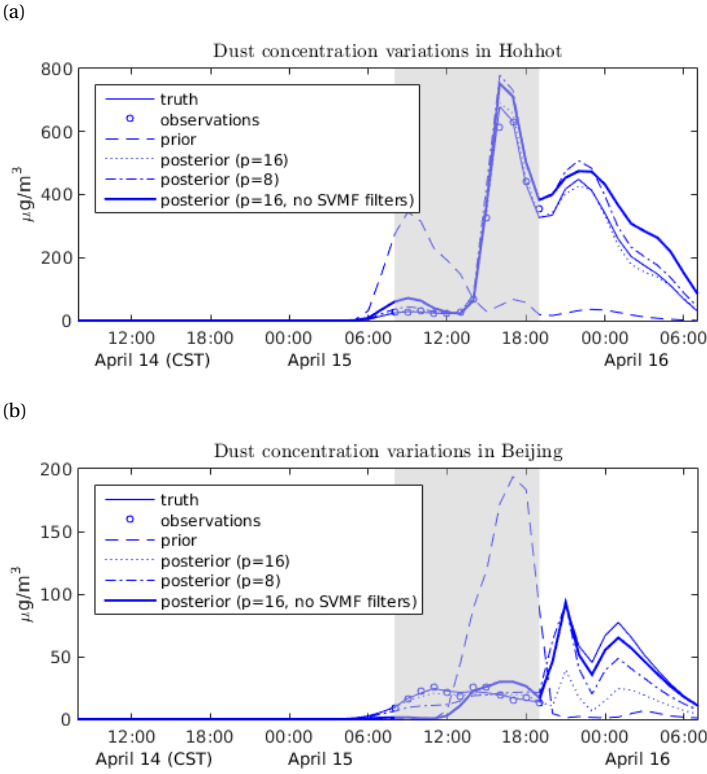 (a)
Dust concentration variations in Hohhot
800
600
400
200
0
μg/m³
truth
observations
prior
posterior (p=16)
posterior (p=8)
posterior (p=16, no SVMF filters)
12:00 18:00 00:00 06:00 12:00 18:00 00:00 06:00
April 14 (CST) April 15 April 16
(b)
Dust concentration variations in Beijing
200
150
100
50
0
μg/m³
truth
observations
prior
posterior (p=16)
posterior (p=8)
posterior (p=16, no SVMF filters)
12:00 18:00 00:00 06:00 12:00 18:00 00:00 06:00
April 14 (CST) April 15 April 16